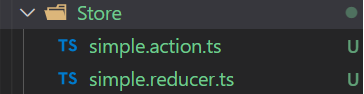 Store
TS simple.action.ts U
TS simple.reducer.ts U